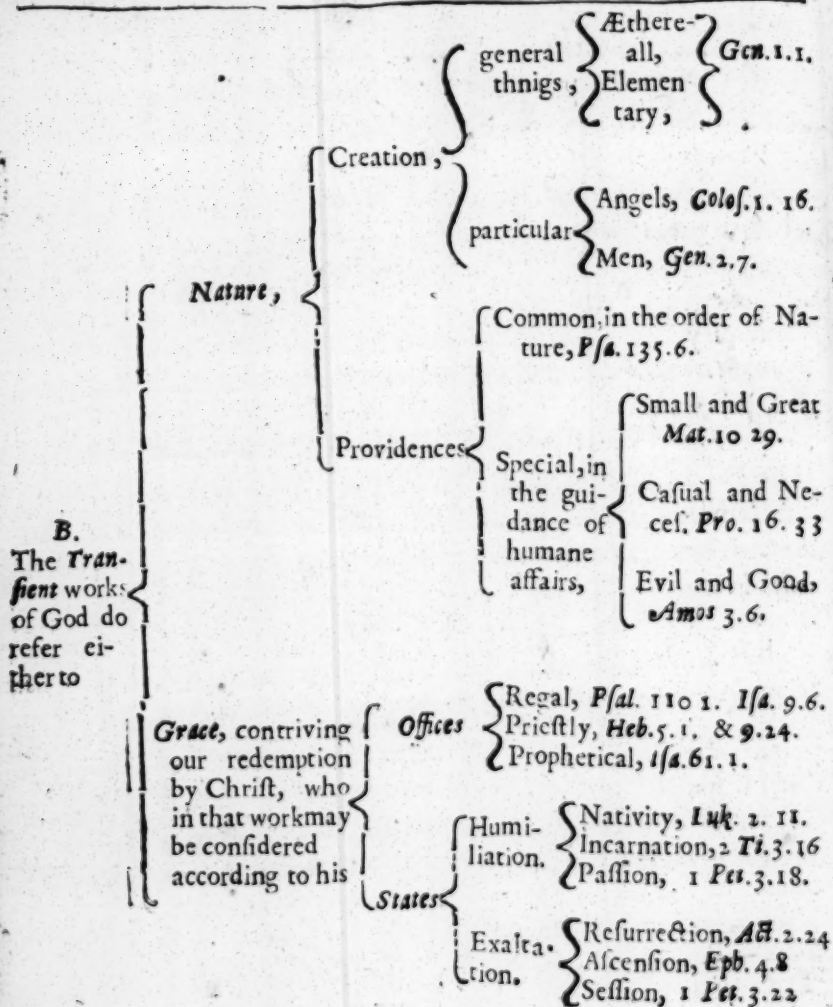 B.
The Tranſient works
of God do
refer ei-
ther to
Nature,
Creation,
general
thnigs,
Æthere-
all,
Elemen
tary,
Gen. 1. 1.
particular
Angels, Coloſ. 1. 16.
Men, Gen. 2. 7.
Providences
Common, in the order of Na-
ture, Pſa. 135. 6.
Special, in
the gui-
dance of
humane
affairs,
Small and Great
Mat. 10 29.
Caſual and Ne-
ceſ. Pro. 16. 33
Evil and Good,
Amos 3. 6.
Grace, contriving
our redemption
by Chriſt, who
in that workmay
be conſidered
according to his
Offices
Regal, Pſal. 110 1. Iſa. 9. 6.
Prieſtly, Heb. 5. 1. & 9. 24.
Propherical, Iſa. 61. 1.
States
Humi-
liation.
Nativity, Luk. 2. 11.
Incarnation, 2 Ti. 3. 16
Paſſion, 1 Pet. 3. 18.
Exalta-
tion.
Reſurrection, Act. 2. 24
Aſcenſion, Eph. 4. 8
Seſſion, 1 Pet. 3. 22